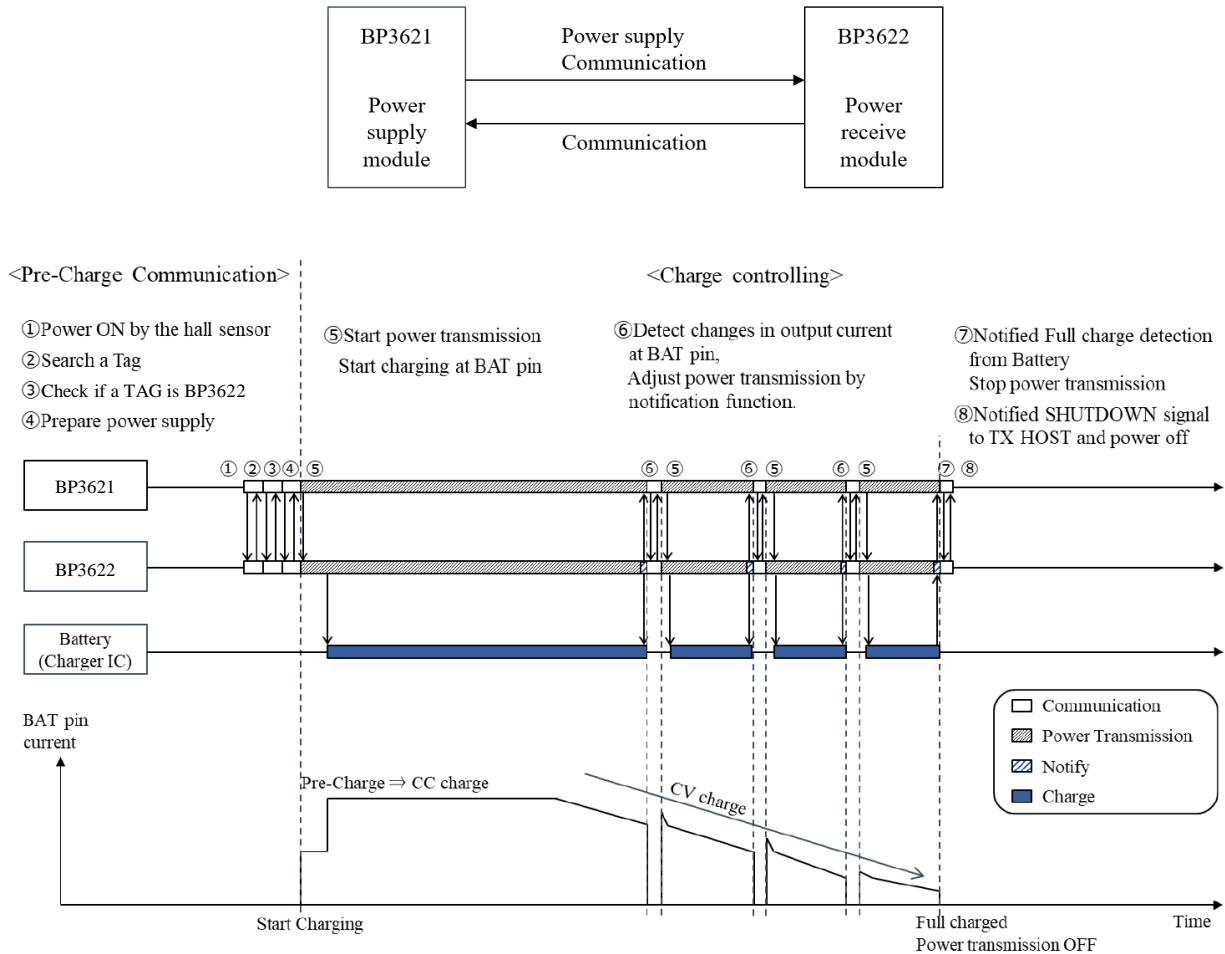 BP3621
Power
supply
module
Power supply
Communication
Communication
BP3622
Power
receive
module
<Pre-Charge Communication>
<Charge controlling>
①Power ON by the hall sensor
②Search a Tag
③Check if a TAG is BP3622
④Prepare power supply
⑤Start power transmission
Start charging at BAT pin
⑥Detect changes in output current
at BAT pin,
Adjust power transmission by
notification function.
⑦Notified Full charge detection
from Battery
Stop power transmission
⑧Notified SHUTDOWN signal
to TX HOST and power off
① ② ③ ④ ⑤ ⑥ ⑤ ⑥ ⑤ ⑥ ⑤ ⑦ ⑧
BP3621
BP3622
Battery
(Charger IC)
Communication
Power Transmission
Notify
Charge
BAT pin
current
Pre-Charge ⇒ CC charge
CV charge
Start Charging
Full charged
Power transmission OFF
Time